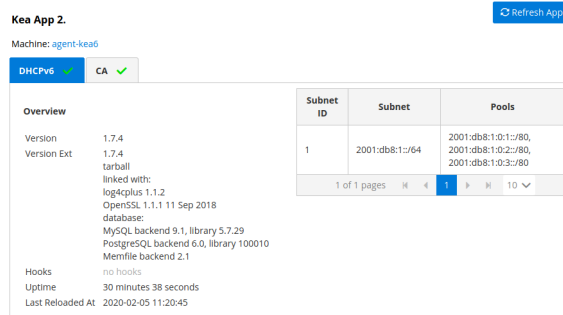 Kea App 2.
Refresh App
Machine: agent-kea6
DHCPv6
CA
Overview
Version 1.7.4
Version Ext 1.7.4
tarball
linked with:
log4cplus 1.1.2
OpenSSL 1.1.1 11 Sep 2018
database:
MySQL backend 9.1, library 5.7.29
PostgreSQL backend 6.0, library 100010
Memfile backend 2.1
Hooks no hooks
Uptime 30 minutes 38 seconds
Last Reloaded At 2020-02-05 11:20:45
Subnet ID Subnet Pools
1 2001:db8:1::/64 2001:db8:1:0:1::/80,
2001:db8:1:0:2::/80,
2001:db8:1:0:3::/80
1 of 1 pages 1 10